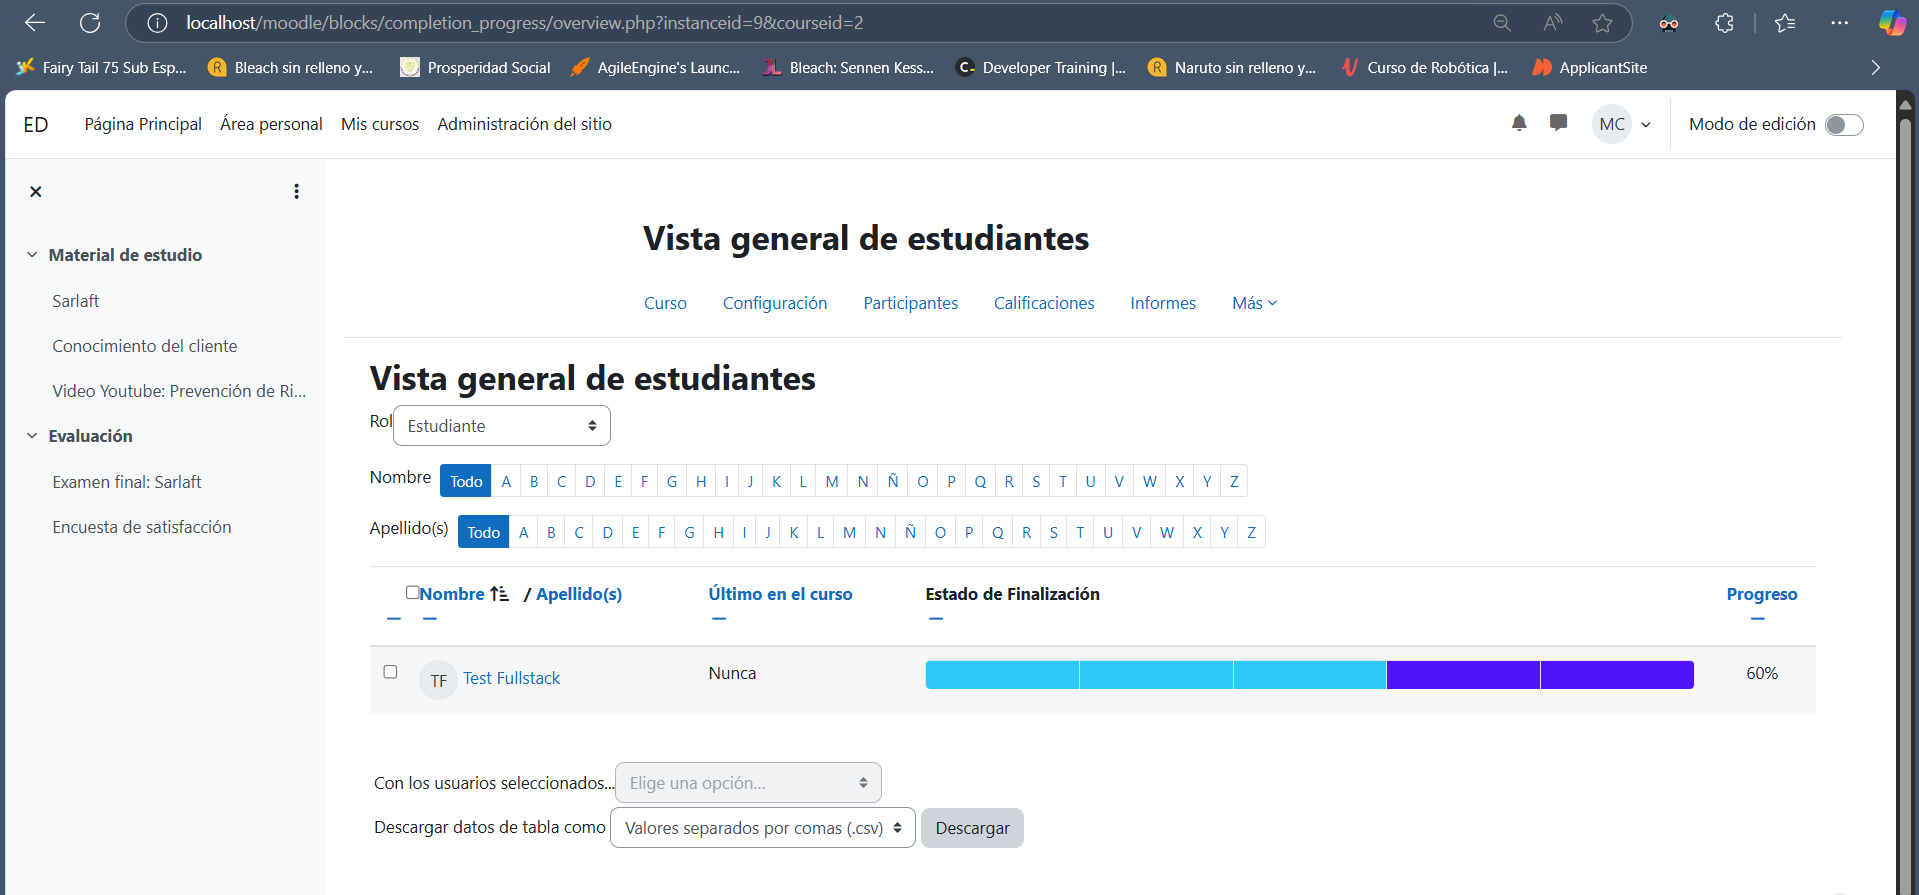 localhost/moodle/blocks/completion_progress/overview.php?instanceid=9&courseid=2
Fairy Tail 75 Sub Esp... Bleach sin relleno y... Prosperidad Social AgileEngine's Launc... Bleach: Sennen Kess... Developer Training |... Naruto sin relleno y... Curso de Robótica |... ApplicantSite
ED Página Principal Área personal Mis cursos Administración del sitio MC Modo de edición
Material de estudio
Sarlaft
Conocimiento del cliente
Video Youtube: Prevención de Ri...
Evaluación
Examen final: Sarlaft
Encuesta de satisfacción
Vista general de estudiantes
Curso Configuración Participantes Calificaciones Informes Más
Vista general de estudiantes
Rol Estudiante
Nombre Todo A B C D E F G H I J K L M N Ñ O P Q R S T U V W X Y Z
Apellido(s) Todo A B C D E F G H I J K L M N Ñ O P Q R S T U V W X Y Z
Nombre / Apellido(s) Último en el curso Estado de Finalización Progreso
TF Test Fullstack Nunca 60%
Con los usuarios seleccionados... Elige una opción...
Descargar datos de tabla como Valores separados por comas (.csv) Descargar